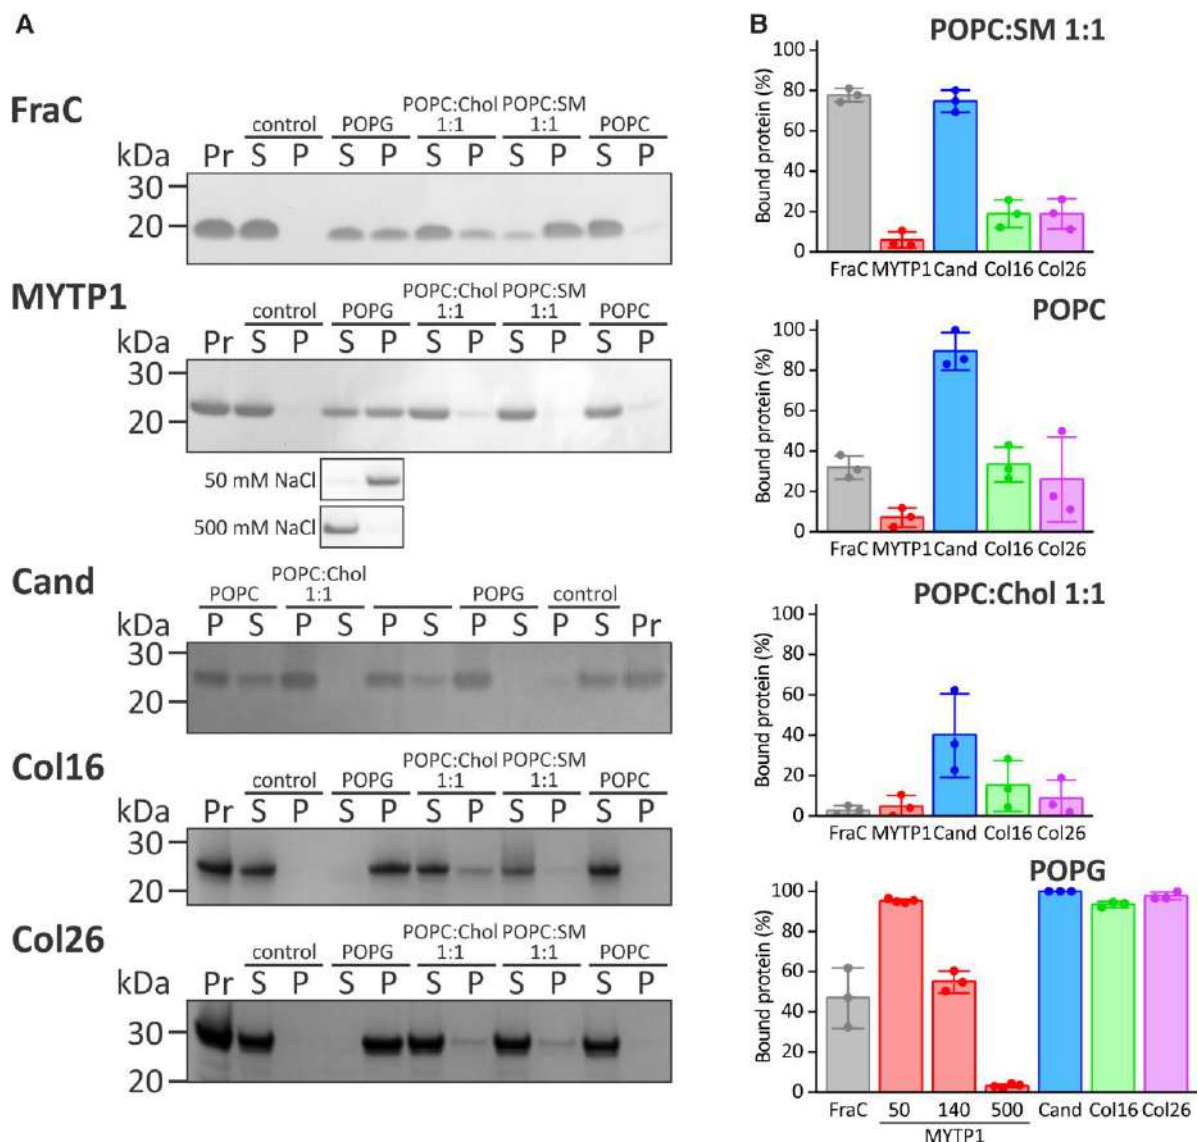 A
FraC
POPC:Chol POPC:SM
control POPG 1:1 1:1 POPC
kDa Pr S P S P S P S P S P
30
20
MYTP1
POPC:Chol POPC:SM
control POPG 1:1 1:1 POPC
kDa Pr S P S P S P S P S P
30
20
50 mM NaCl
500 mM NaCl
Cand
POPC:Chol
POPC 1:1 POPG control
kDa P S P S P S P S P S Pr
30
20
Col16
POPC:Chol POPC:SM
control POPG 1:1 1:1 POPC
kDa Pr S P S P S P S P S P
30
20
Col26
POPC:Chol POPC:SM
control POPG 1:1 1:1 POPC
kDa Pr S P S P S P S P S P
30
20
B
POPC:SM 1:1
Bound protein (%)
100
80
60
40
20
0
FraC MYTP1 Cand Col16 Col26
POPC
Bound protein (%)
100
80
60
40
20
0
FraC MYTP1 Cand Col16 Col26
POPC:Chol 1:1
Bound protein (%)
100
80
60
40
20
0
FraC MYTP1 Cand Col16 Col26
POPG
Bound protein (%)
100
80
60
40
20
0
FraC 50 140 500 Cand Col16 Col26
MYTP1